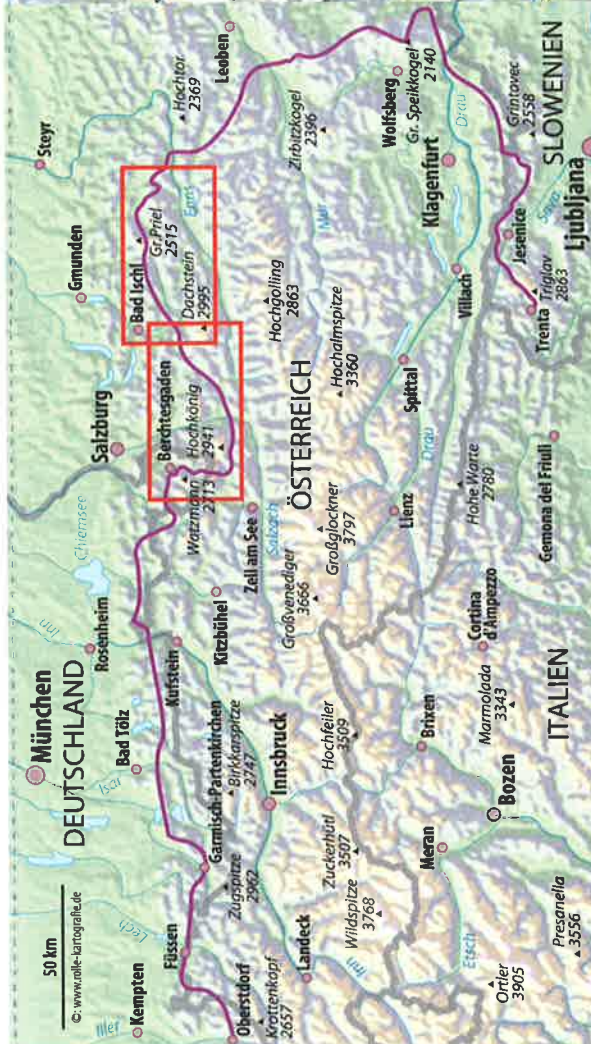 50 km
©: www.rolle-kartografie.de
DEUTSCHLAND
München
Kempten
Füssen
Oberstdorf
Krottenkopf
2657
Iller
Lech
Isar
Bad Tölz
Rosenheim
Inn
Chiemsee
Garmisch-Partenkirchen
Zugspitze
2962
Birkkarspitze
2747
Kufstein
Kitzbühel
Innsbruck
Landeck
Inn
Zuckerhütl
3507
Wildspitze
3768
Hochfeiler
3509
Salzburg
Berchtesgaden
Watzmann
2713
Hochkönig
2941
Zell am See
Salzach
Großvenediger
3666
Großglockner
3797
ÖSTERREICH
Gmunden
Bad Ischl
Gr. Priel
2515
Dachstein
2995
Steyr
Enns
Hochtor
2369
Leoben
Hochgolling
2863
Hochalmspitze
3360
Mur
Zirbitzkogel
2396
Wolfsberg
Gr. Speikkogel
2140
Klagenfurt
Drau
Villach
Spittal
Drau
Lienz
Hohe Warte
2780
Gemona del Friuli
Cortina
d'Ampezzo
Marmolada
3343
ITALIEN
Brixen
Bozen
Meran
Etsch
Ortler
3905
Presanella
3556
Trenta
Triglav
2863
Jesenice
Sava
Grintovec
2558
Ljubljana
SLOWENIEN